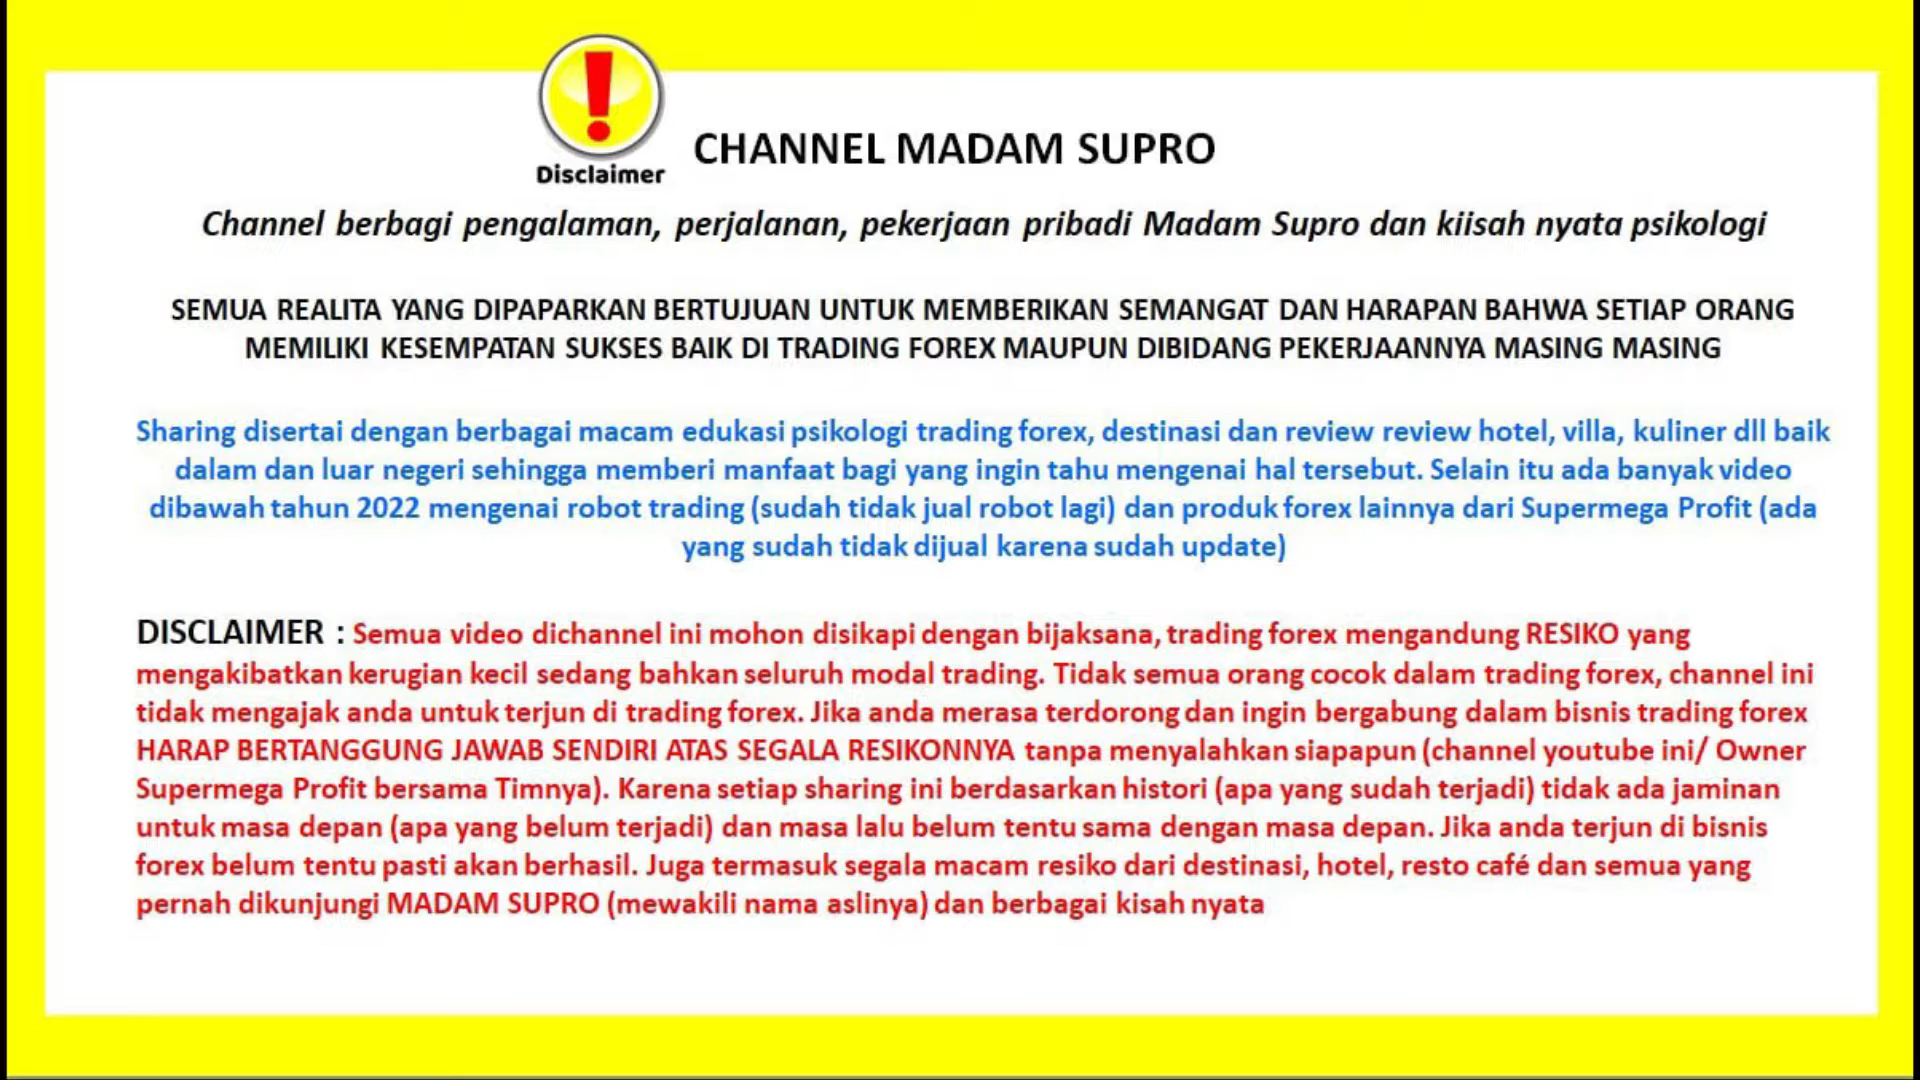 Disclaimer
CHANNEL MADAM SUPRO
Channel berbagi pengalaman, perjalanan, pekerjaan pribadi Madam Supro dan kiisah nyata psikologi
SEMUA REALITA YANG DIPAPARKAN BERTUJUAN UNTUK MEMBERIKAN SEMANGAT DAN HARAPAN BAHWA SETIAP ORANG
MEMILIKI KESEMPATAN SUKSES BAIK DI TRADING FOREX MAUPUN DIBIDANG PEKERJAANNYA MASING MASING
Sharing disertai dengan berbagai macam edukasi psikologi trading forex, destinasi dan review review hotel, villa, kuliner dll baik
dalam dan luar negeri sehingga memberi manfaat bagi yang ingin tahu mengenai hal tersebut. Selain itu ada banyak video
dibawah tahun 2022 mengenai robot trading (sudah tidak jual robot lagi) dan produk forex lainnya dari Supermega Profit (ada
yang sudah tidak dijual karena sudah update)
DISCLAIMER : Semua video dichannel ini mohon disikapi dengan bijaksana, trading forex mengandung RESIKO yang
mengakibatkan kerugian kecil sedang bahkan seluruh modal trading. Tidak semua orang cocok dalam trading forex, channel ini
tidak mengajak anda untuk terjun di trading forex. Jika anda merasa terdorong dan ingin bergabung dalam bisnis trading forex
HARAP BERTANGGUNG JAWAB SENDIRI ATAS SEGALA RESIKONNYA tanpa menyalahkan siapapun (channel youtube ini/ Owner
Supermega Profit bersama Timnya). Karena setiap sharing ini berdasarkan histori (apa yang sudah terjadi) tidak ada jaminan
untuk masa depan (apa yang belum terjadi) dan masa lalu belum tentu sama dengan masa depan. Jika anda terjun di bisnis
forex belum tentu pasti akan berhasil. Juga termasuk segala macam resiko dari destinasi, hotel, resto café dan semua yang
pernah dikunjungi MADAM SUPRO (mewakili nama aslinya) dan berbagai kisah nyata